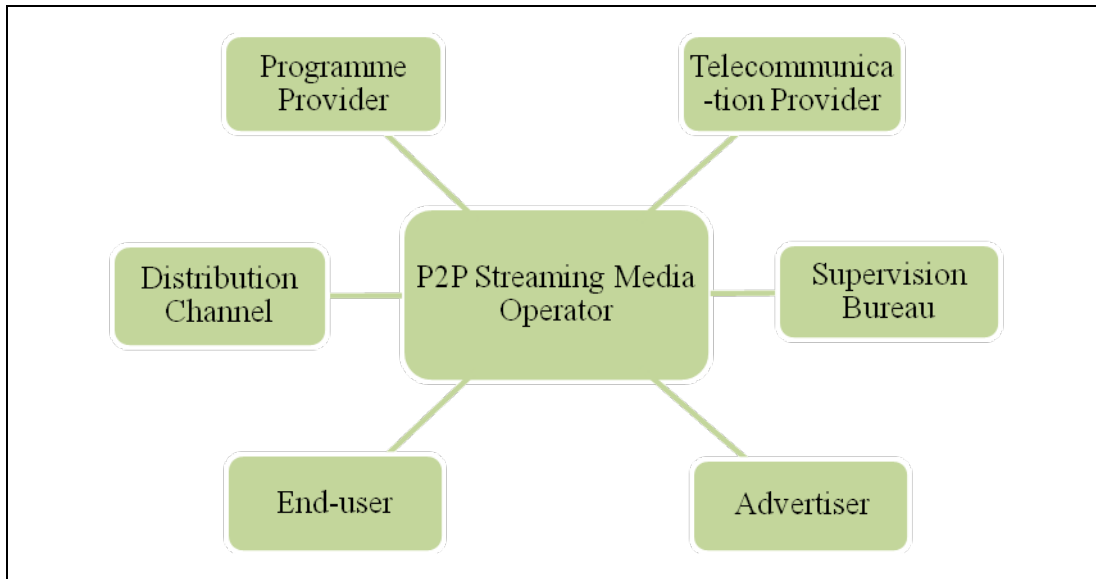 Programme
Provider
Telecommunica
-tion Provider
Distribution
Channel
P2P Streaming Media
Operator
Supervision
Bureau
End-user
Advertiser